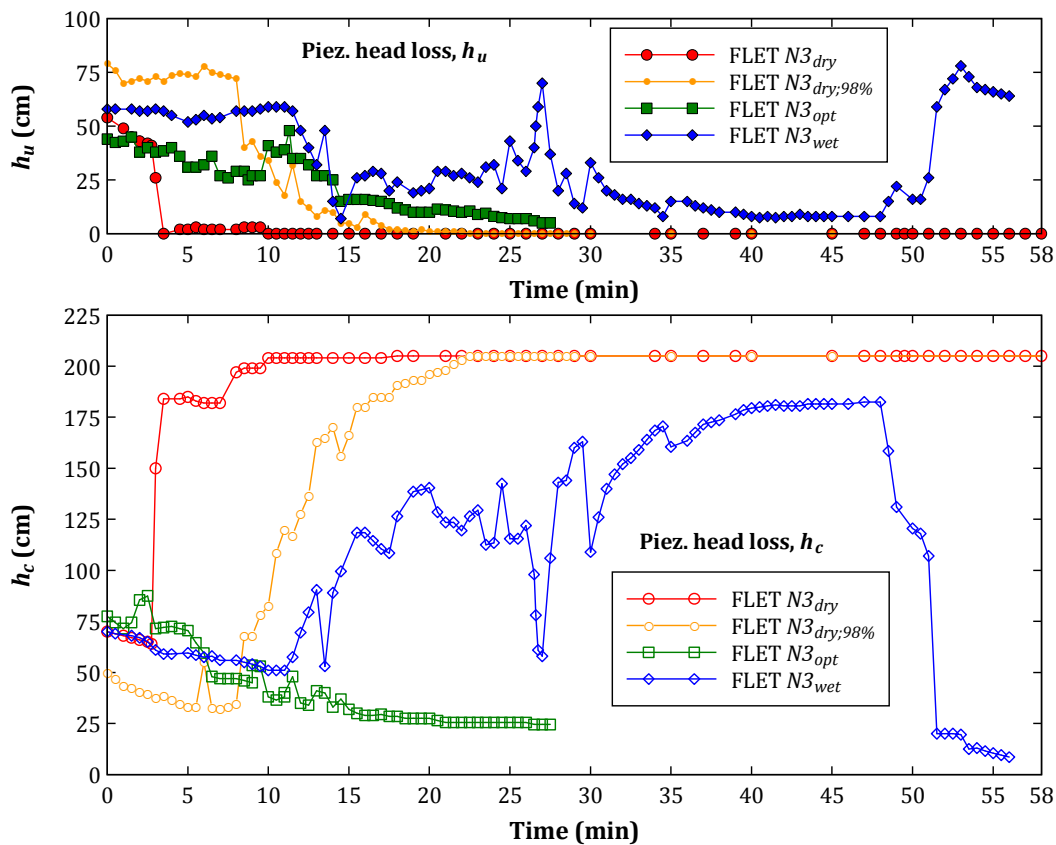 100
75
50
25
0
h_u (cm)
Piez. head loss, h_u
FLET N3_dry
FLET N3_dry;98%
FLET N3_opt
FLET N3_wet
0 5 10 15 20 25 30 35 40 45 50 55 58
Time (min)
225
200
175
150
125
100
75
50
25
0
h_c (cm)
Piez. head loss, h_c
FLET N3_dry
FLET N3_dry;98%
FLET N3_opt
FLET N3_wet
0 5 10 15 20 25 30 35 40 45 50 55 58
Time (min)